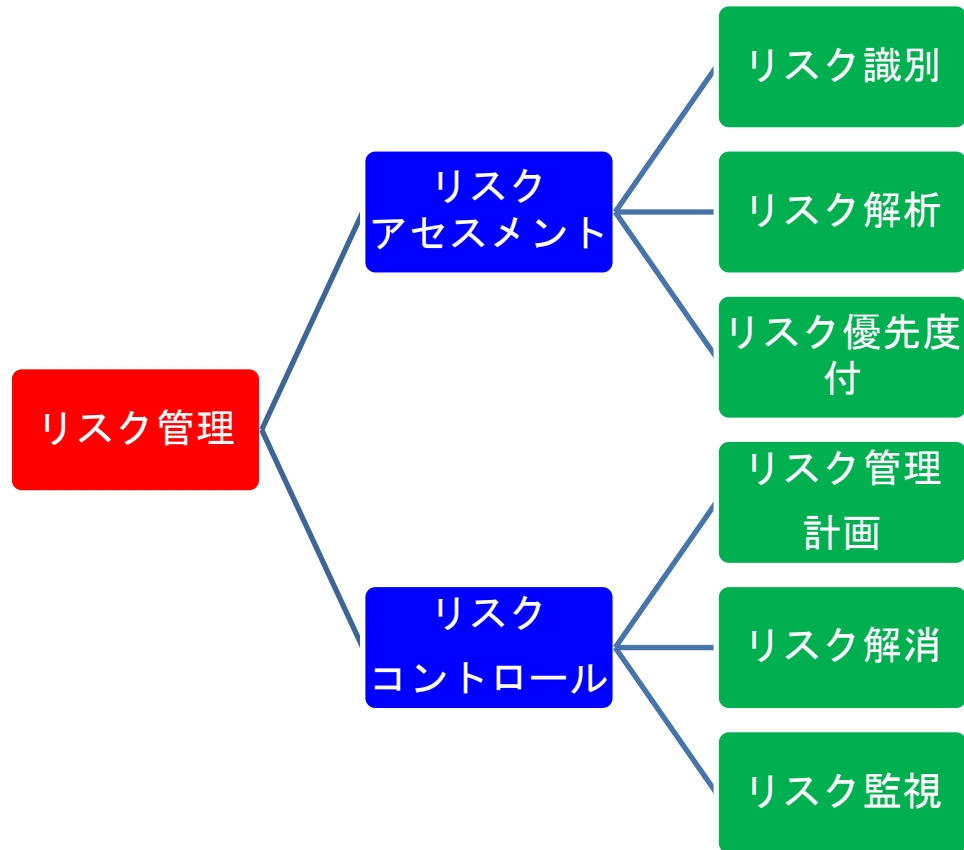 リスク管理
リスク
アセスメント
リスク識別
リスク解析
リスク優先度
付
リスク
コントロール
リスク管理
計画
リスク解消
リスク監視